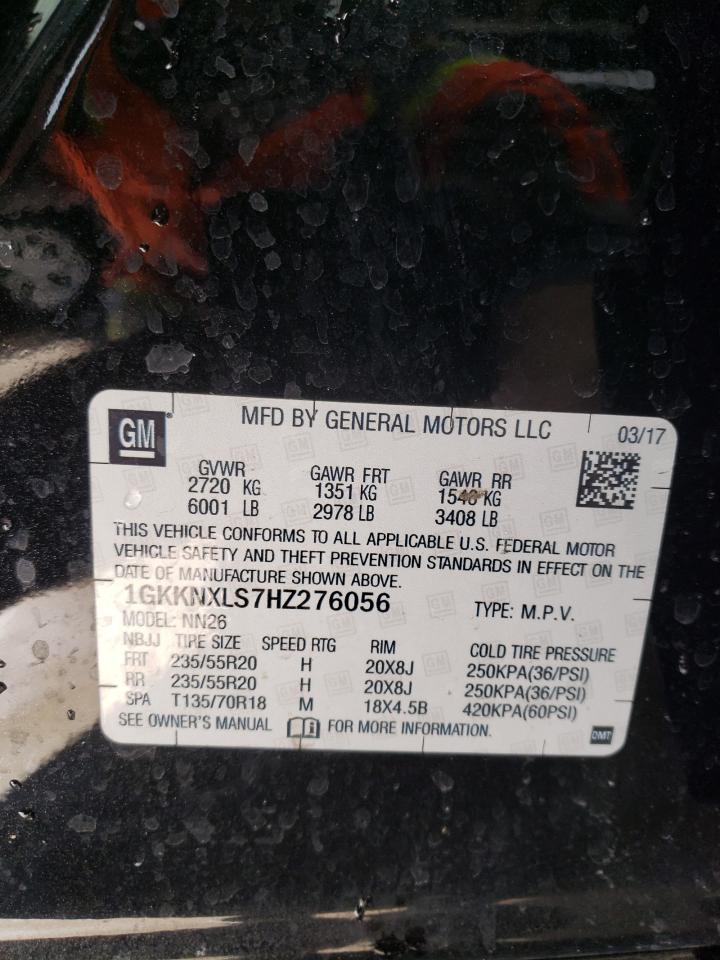 GM MFD BY GENERAL MOTORS LLC 03/17
GVWR GAWR FRT GAWR RR
2720 KG 1351 KG 1546 KG
6001 LB 2978 LB 3408 LB
THIS VEHICLE CONFORMS TO ALL APPLICABLE U.S. FEDERAL MOTOR
VEHICLE SAFETY AND THEFT PREVENTION STANDARDS IN EFFECT ON THE
DATE OF MANUFACTURE SHOWN ABOVE.
1GKKNXLS7HZ276056 TYPE: M.P.V.
MODEL: NN26
NBJJ TIRE SIZE SPEED RTG RIM COLD TIRE PRESSURE
FRT 235/55R20 H 20X8J 250KPA(36/PSI)
RR 235/55R20 H 20X8J 250KPA(36/PSI)
SPA T135/70R18 M 18X4.5B 420KPA(60PSI)
SEE OWNER'S MANUAL FOR MORE INFORMATION.
DMT